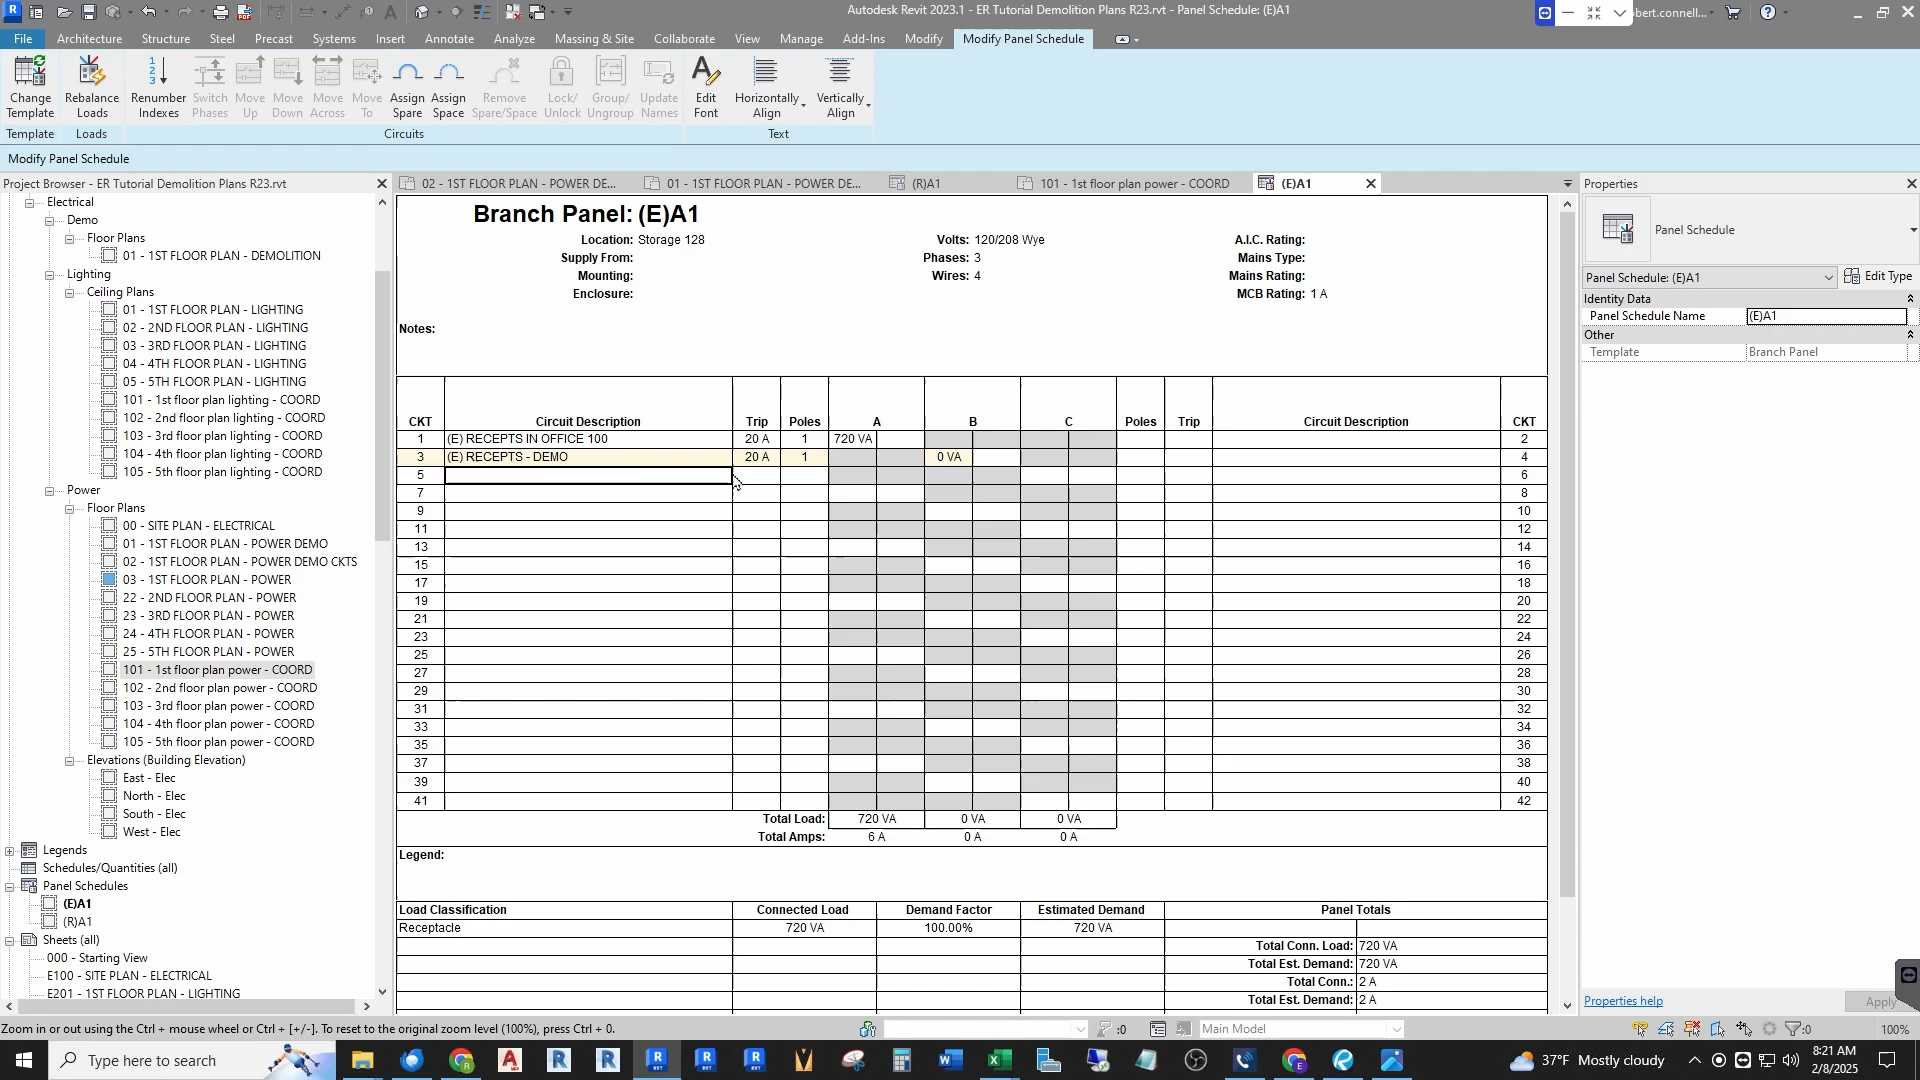 Autodesk Revit 2023.1 - ER Tutorial Demolition Plans R23.rvt - Panel Schedule: (E)A1
obert.connell...
File Architecture Structure Steel Precast Systems Insert Annotate Analyze Massing & Site Collaborate View Manage Add-Ins Modify Modify Panel Schedule
Change Template
Rebalance Loads
Renumber Indexes
Switch Phases
Move Up
Move Down
Move Across
Move To
Assign Spare
Assign Space
Remove Spare/Space
Lock/ Unlock
Group/ Ungroup
Update Names
Edit Font
Horizontally Align
Vertically Align
Template Loads Circuits Text
Modify Panel Schedule
Project Browser - ER Tutorial Demolition Plans R23.rvt
Electrical
Demo
Floor Plans
01 - 1ST FLOOR PLAN - DEMOLITION
Lighting
Ceiling Plans
01 - 1ST FLOOR PLAN - LIGHTING
02 - 2ND FLOOR PLAN - LIGHTING
03 - 3RD FLOOR PLAN - LIGHTING
04 - 4TH FLOOR PLAN - LIGHTING
05 - 5TH FLOOR PLAN - LIGHTING
101 - 1st floor plan lighting - COORD
102 - 2nd floor plan lighting - COORD
103 - 3rd floor plan lighting - COORD
104 - 4th floor plan lighting - COORD
105 - 5th floor plan lighting - COORD
Power
Floor Plans
00 - SITE PLAN - ELECTRICAL
01 - 1ST FLOOR PLAN - POWER DEMO
02 - 1ST FLOOR PLAN - POWER DEMO CKTS
03 - 1ST FLOOR PLAN - POWER
22 - 2ND FLOOR PLAN - POWER
23 - 3RD FLOOR PLAN - POWER
24 - 4TH FLOOR PLAN - POWER
25 - 5TH FLOOR PLAN - POWER
101 - 1st floor plan power - COORD
102 - 2nd floor plan power - COORD
103 - 3rd floor plan power - COORD
104 - 4th floor plan power - COORD
105 - 5th floor plan power - COORD
Elevations (Building Elevation)
East - Elec
North - Elec
South - Elec
West - Elec
Legends
Schedules/Quantities (all)
Panel Schedules
(E)A1
(R)A1
Sheets (all)
000 - Starting View
E100 - SITE PLAN - ELECTRICAL
E201 - 1ST FLOOR PLAN - LIGHTING
02 - 1ST FLOOR PLAN - POWER DE... 01 - 1ST FLOOR PLAN - POWER DE... (R)A1 101 - 1st floor plan power - COORD (E)A1
Branch Panel: (E)A1
Location: Storage 128 Volts: 120/208 Wye A.I.C. Rating:
Supply From: Phases: 3 Mains Type:
Mounting: Wires: 4 Mains Rating:
Enclosure: MCB Rating: 1 A
Notes:
CKT Circuit Description Trip Poles A B C Poles Trip Circuit Description CKT
1 (E) RECEPTS IN OFFICE 100 20 A 1 720 VA 2
3 (E) RECEPTS - DEMO 20 A 1 0 VA 4
5 6
7 8
9 10
11 12
13 14
15 16
17 18
19 20
21 22
23 24
25 26
27 28
29 30
31 32
33 34
35 36
37 38
39 40
41 42
Total Load: 720 VA 0 VA 0 VA
Total Amps: 6 A 0 A 0 A
Legend:
Load Classification Connected Load Demand Factor Estimated Demand Panel Totals
Receptacle 720 VA 100.00% 720 VA
Total Conn. Load: 720 VA
Total Est. Demand: 720 VA
Total Conn.: 2 A
Total Est. Demand: 2 A
Properties
Panel Schedule
Panel Schedule: (E)A1 Edit Type
Identity Data
Panel Schedule Name (E)A1
Other
Template Branch Panel
Properties help Apply
Zoom in or out using the Ctrl + mouse wheel or Ctrl + [+/-]. To reset to the original zoom level (100%), press Ctrl + 0. :0 Main Model :0 100%
Type here to search
37°F Mostly cloudy
8:21 AM
2/8/2025